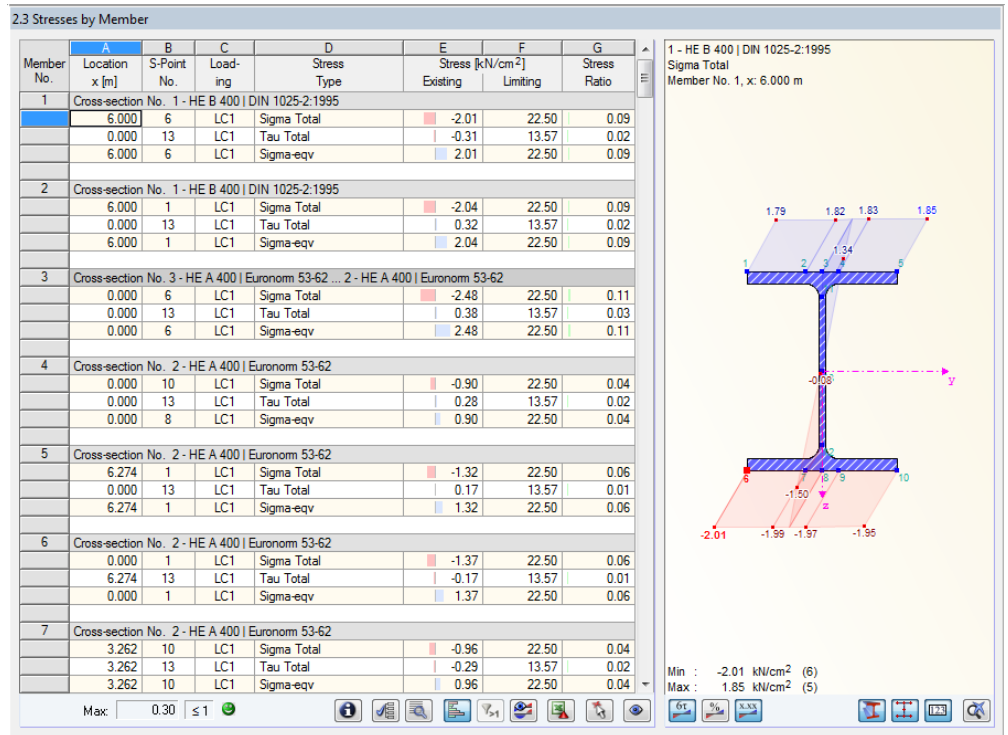 2.3 Stresses by Member
A B C D E F G
Member Location S-Point Load- Stress Stress [kN/cm²] Stress
No. x [m] No. ing Type Existing Limiting Ratio
1 Cross-section No. 1 - HE B 400 | DIN 1025-2:1995
6.000 6 LC1 Sigma Total -2.01 22.50 0.09
0.000 13 LC1 Tau Total -0.31 13.57 0.02
6.000 6 LC1 Sigma-eqv 2.01 22.50 0.09
2 Cross-section No. 1 - HE B 400 | DIN 1025-2:1995
6.000 1 LC1 Sigma Total -2.04 22.50 0.09
0.000 13 LC1 Tau Total 0.32 13.57 0.02
6.000 1 LC1 Sigma-eqv 2.04 22.50 0.09
3 Cross-section No. 3 - HE A 400 | Euronorm 53-62 ... 2 - HE A 400 | Euronorm 53-62
0.000 6 LC1 Sigma Total -2.48 22.50 0.11
0.000 13 LC1 Tau Total 0.38 13.57 0.03
0.000 6 LC1 Sigma-eqv 2.48 22.50 0.11
4 Cross-section No. 2 - HE A 400 | Euronorm 53-62
0.000 10 LC1 Sigma Total -0.90 22.50 0.04
0.000 13 LC1 Tau Total 0.28 13.57 0.02
0.000 8 LC1 Sigma-eqv 0.90 22.50 0.04
5 Cross-section No. 2 - HE A 400 | Euronorm 53-62
6.274 1 LC1 Sigma Total -1.32 22.50 0.06
0.000 13 LC1 Tau Total 0.17 13.57 0.01
6.274 1 LC1 Sigma-eqv 1.32 22.50 0.06
6 Cross-section No. 2 - HE A 400 | Euronorm 53-62
0.000 1 LC1 Sigma Total -1.37 22.50 0.06
6.274 13 LC1 Tau Total -0.17 13.57 0.01
0.000 1 LC1 Sigma-eqv 1.37 22.50 0.06
7 Cross-section No. 2 - HE A 400 | Euronorm 53-62
3.262 10 LC1 Sigma Total -0.96 22.50 0.04
3.262 13 LC1 Tau Total -0.29 13.57 0.02
3.262 10 LC1 Sigma-eqv 0.96 22.50 0.04
Max: 0.30 ≤ 1
1 - HE B 400 | DIN 1025-2:1995
Sigma Total
Member No. 1, x: 6.000 m
1.79 1.82 1.83 1.85
1.34
1 2 3 4 5
-0.08
y
6 7 8 9 10
-1.50
z
-2.01 -1.99 -1.97 -1.95
Min : -2.01 kN/cm² (6)
Max : 1.85 kN/cm² (5)
6τ % x.xx 123